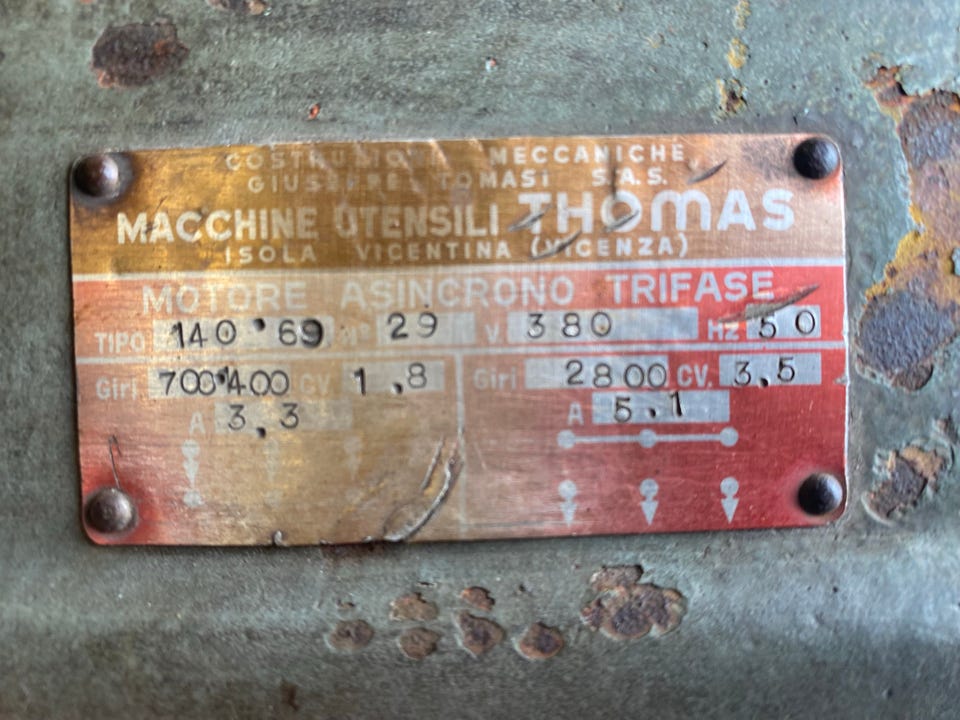 COSTRUZIONI MECCANICHE
GIUSEPPE TOMASI S.A.S.
MACCHINE UTENSILI THOMAS
ISOLA VICENTINA (VICENZA)
MOTORE ASINCRONO TRIFASE
TIPO 140·69 N° 29 V. 380 HZ 50
Giri 700·1400 CV. 1,8 Giri 2800 CV. 3,5
A 3,3 A 5.1